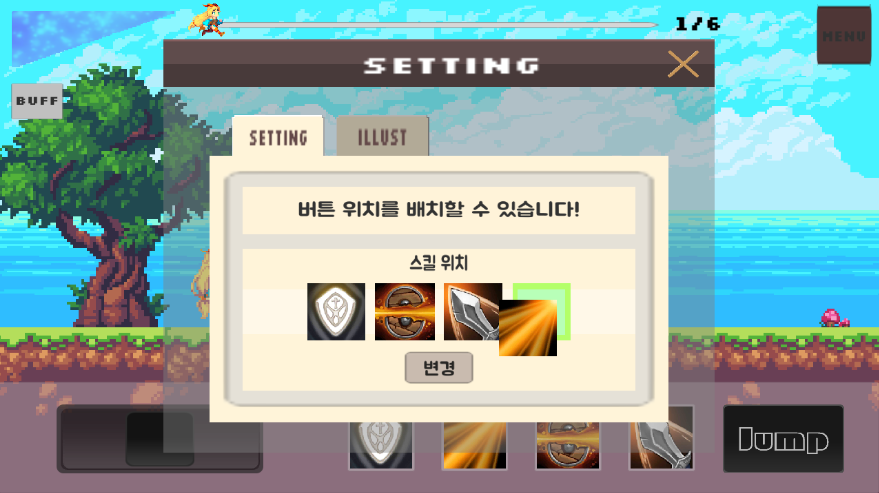 1/6
MENU
SETTING
BUFF
SETTING
ILLUST
버튼 위치를 배치할 수 있습니다!
스킬 위치
변경
Jump